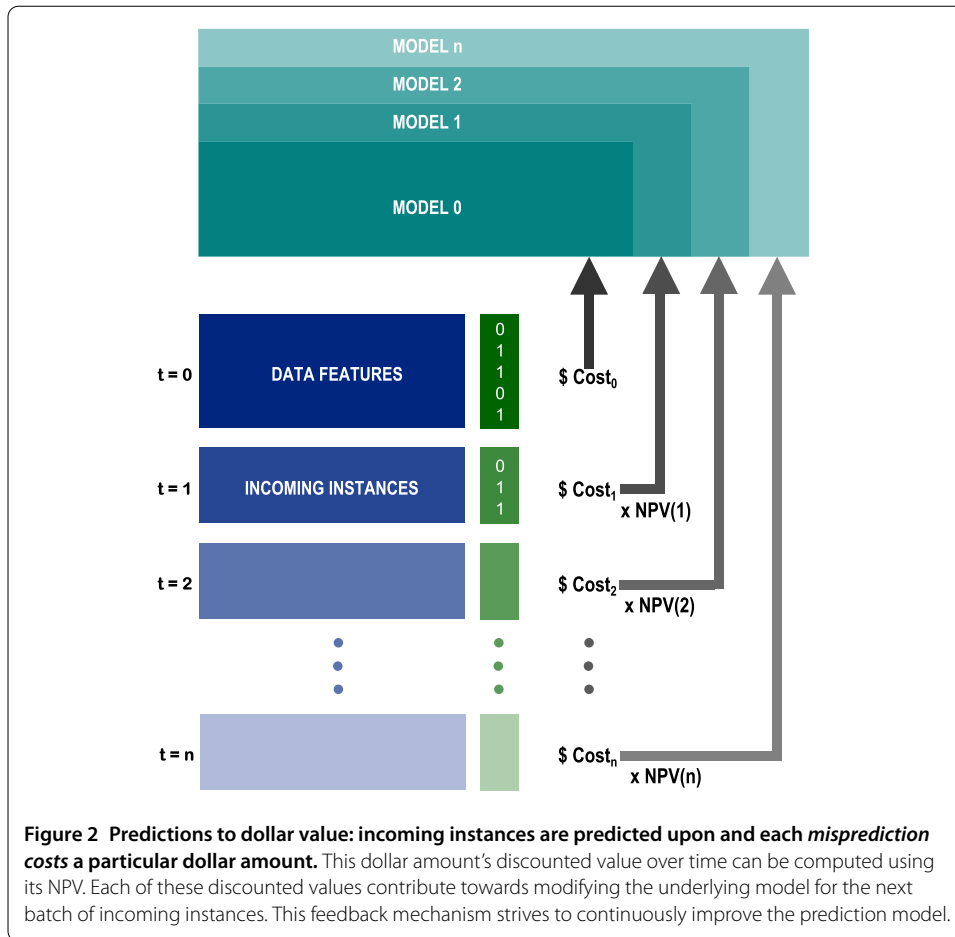 MODEL n
MODEL 2
MODEL 1
MODEL 0
t = 0
DATA FEATURES
0
1
1
0
1
$ Cost₀
t = 1
INCOMING INSTANCES
0
1
1
$ Cost₁
x NPV(1)
t = 2
$ Cost₂
x NPV(2)
t = n
$ Costₙ
x NPV(n)
Figure 2 Predictions to dollar value: incoming instances are predicted upon and each misprediction
costs a particular dollar amount. This dollar amount's discounted value over time can be computed using
its NPV. Each of these discounted values contribute towards modifying the underlying model for the next
batch of incoming instances. This feedback mechanism strives to continuously improve the prediction model.